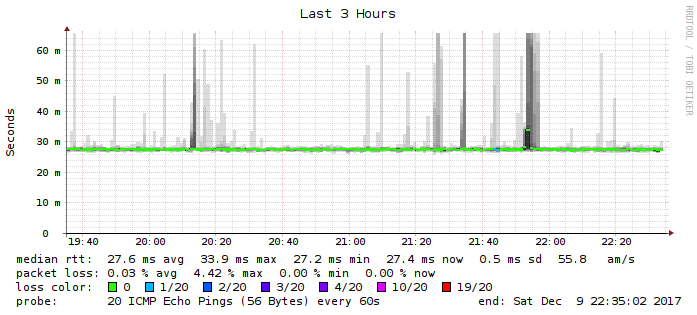 Last 3 Hours
RRDTOOL / TOBI OETIKER
Seconds
60 m
50 m
40 m
30 m
20 m
10 m
0
19:40 20:00 20:20 20:40 21:00 21:20 21:40 22:00 22:20
median rtt: 27.6 ms avg 33.9 ms max 27.2 ms min 27.4 ms now 0.5 ms sd 55.8 am/s
packet loss: 0.03 % avg 4.42 % max 0.00 % min 0.00 % now
loss color: 0 1/20 2/20 3/20 4/20 10/20 19/20
probe: 20 ICMP Echo Pings (56 Bytes) every 60s end: Sat Dec 9 22:35:02 2017